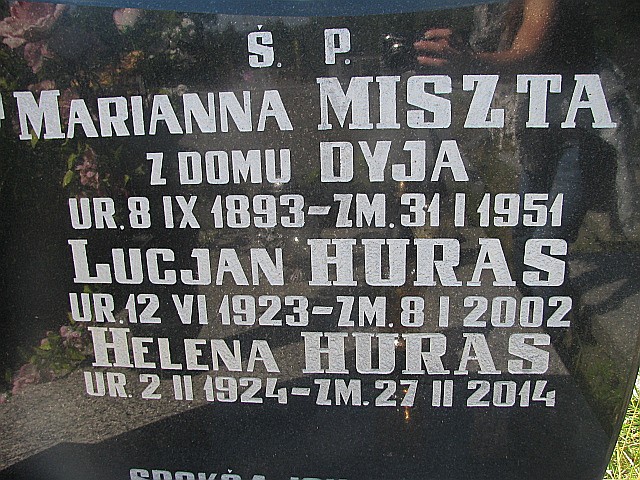 Ś. P.
MARIANNA MISZTA
Z DOMU DYJA
UR. 8 IX 1893-ZM. 31 I 1951
LUCJAN HURAS
UR. 12 VI 1923-ZM. 8 I 2002
HELENA HURAS
UR. 2 II 1924-ZM. 27 II 2014